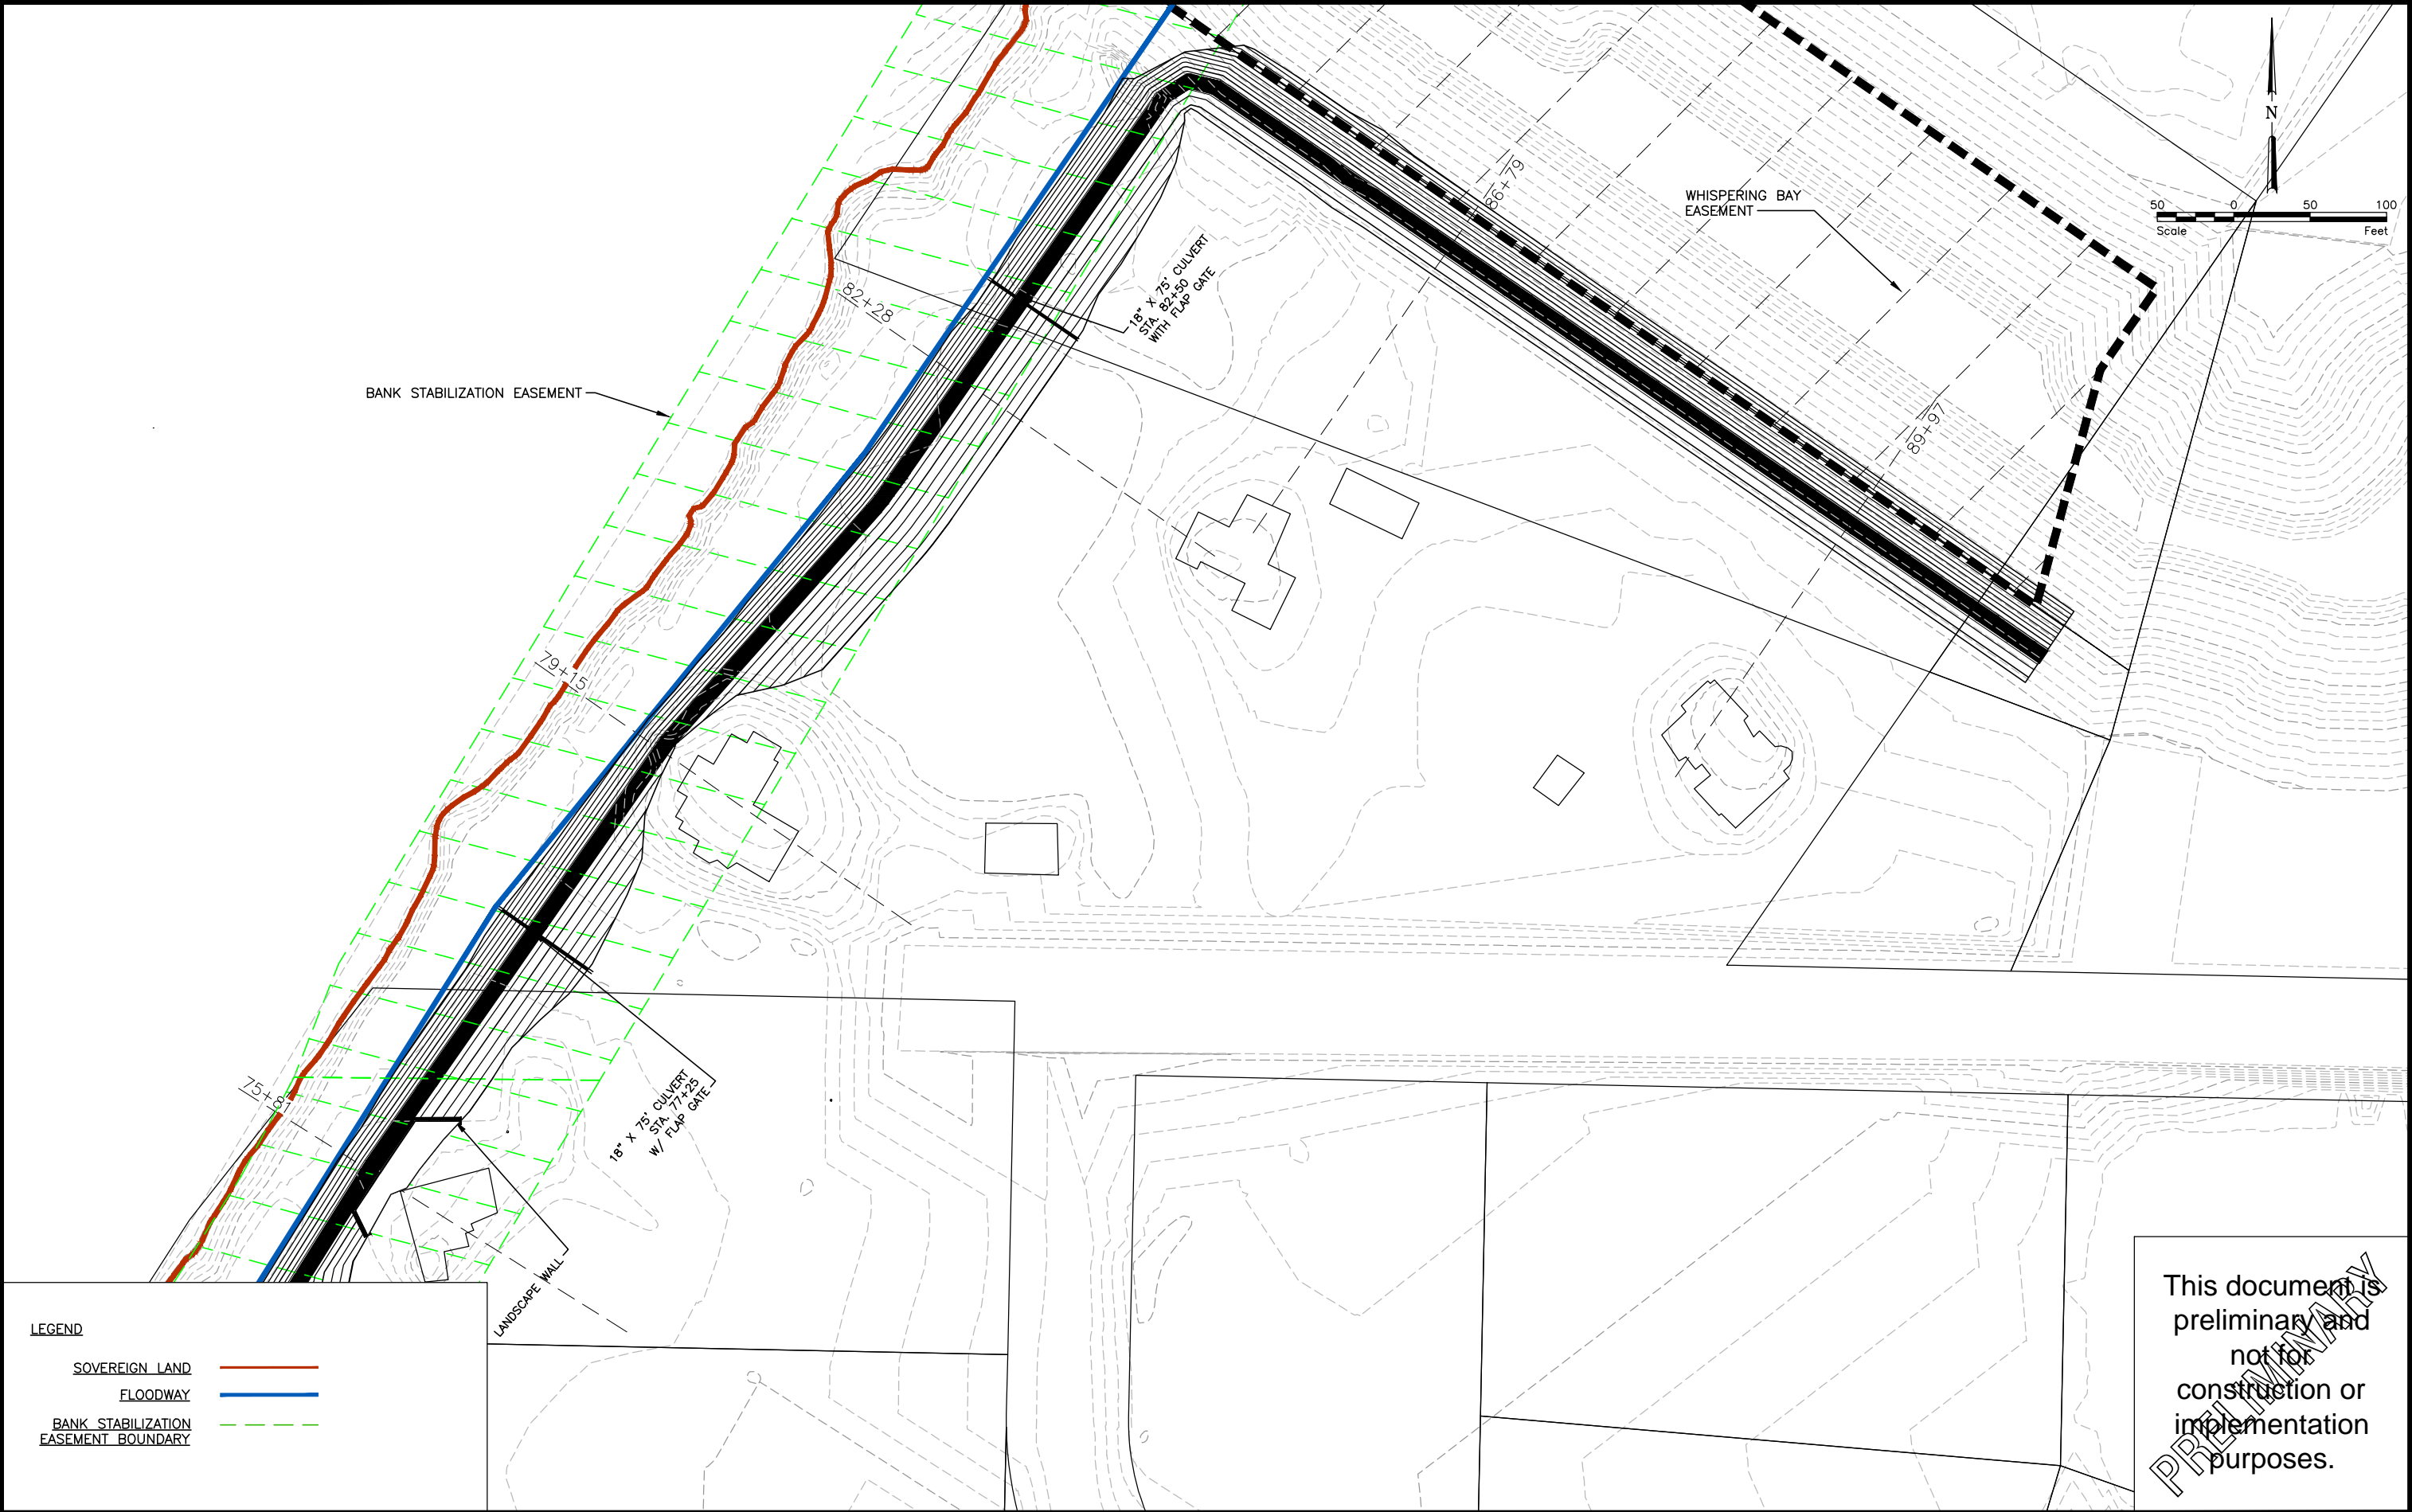 N
50 0 50 100
Scale Feet
86+79
WHISPERING BAY
EASEMENT
18" X 75' CULVERT
STA. 82+50
WITH FLAP GATE
82+28
BANK STABILIZATION EASEMENT
89+97
79+15
18" X 75' CULVERT
STA. 77+25
W/ FLAP GATE
75+81
LANDSCAPE WALL
LEGEND
SOVEREIGN LAND
FLOODWAY
BANK STABILIZATION
EASEMENT BOUNDARY
This document is
preliminary and
not for
construction or
implementation
purposes.
PRELIMINARY